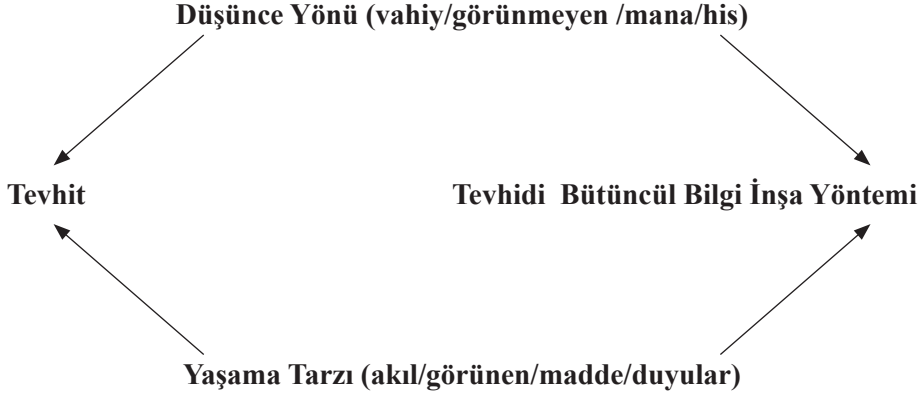 Düşünce Yönü (vahiy/görünmeyen /mana/his)
Tevhit
Tevhidi Bütüncül Bilgi İnşa Yöntemi
Yaşama Tarzı (akıl/görünen/madde/duyular)